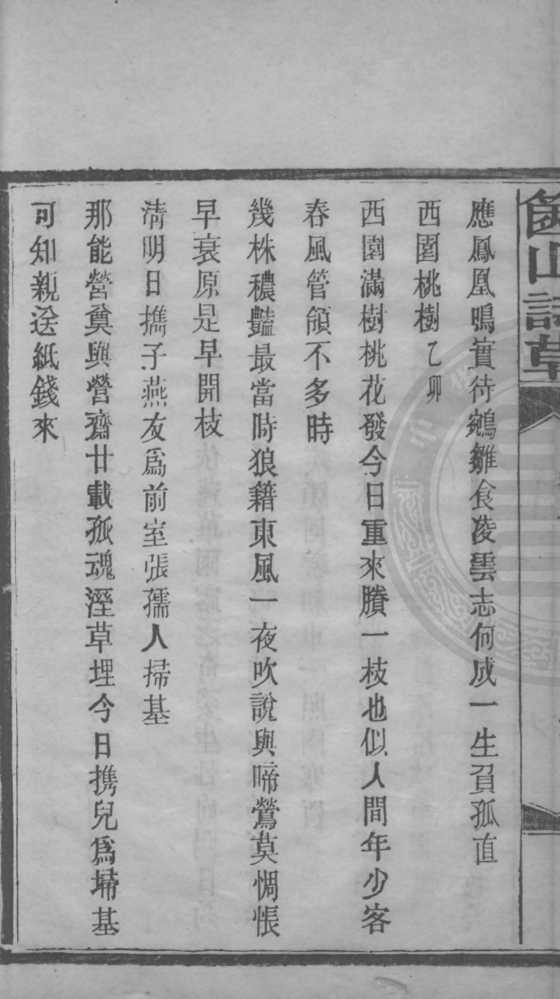 應鳳凰鳴實待鵷雛食凌雲志何成一生負孤直
西園桃樹乙卯
西園滿樹桃花發今日重來賸一枝也似人間年少客
春風管領不多時
幾株穠豔最當時狼籍東風一夜吹說與啼鶯莫惆悵
早衰原是早開枝
清明日攜子燕友爲前室張孺人掃基
那能營奠與營齋廿載孤魂溼草埋今日携兒爲埽基
可知親送紙錢來